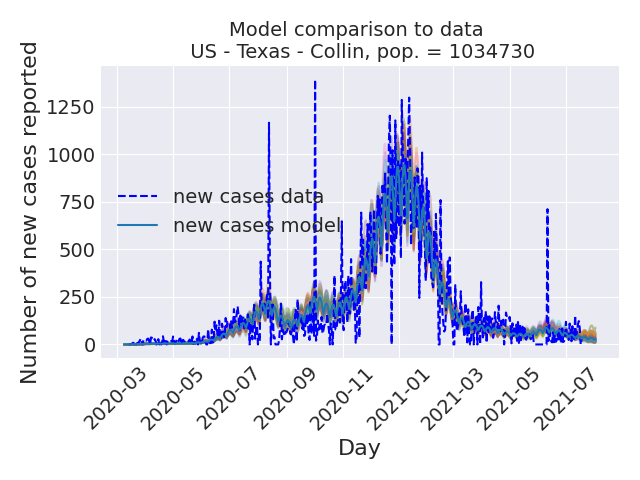 Model comparison to data
US - Texas - Collin, pop. = 1034730
Number of new cases reported
1250
1000
750
500
250
0
new cases data
new cases model
2020-03
2020-05
2020-07
2020-09
2020-11
2021-01
2021-03
2021-05
2021-07
Day